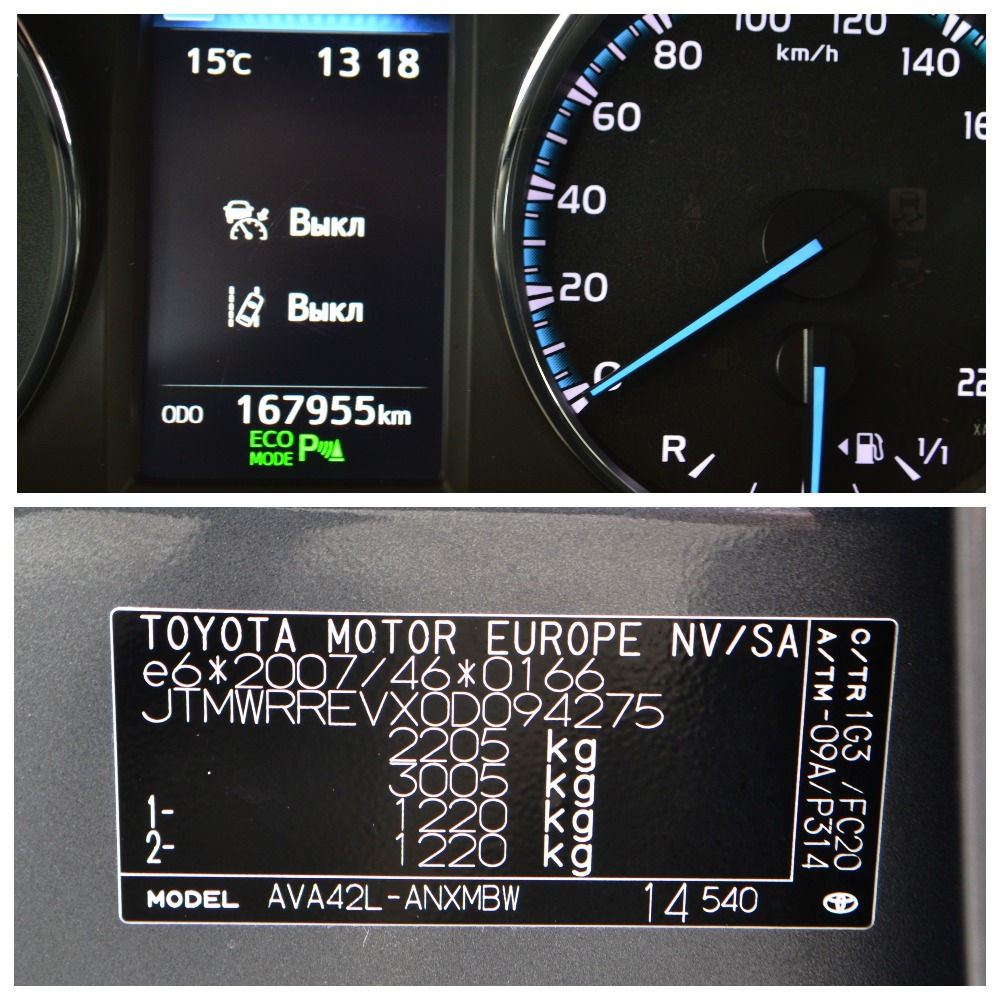 15°C 13 18
Выкл
Выкл
ODO 167955km
ECO
MODE P
0
20
40
60
80
100
120
140
km/h
R 1/1
TOYOTA MOTOR EUROPE NV/SA
e6*2007/46*0166
JTMWRREVX0D094275
2205 kg
3005 kg
1- 1220 kg
2- 1220 kg
MODEL AVA42L-ANXMBW 14 540
C/TR 1G3 /FC20
A/TM-09A/P314